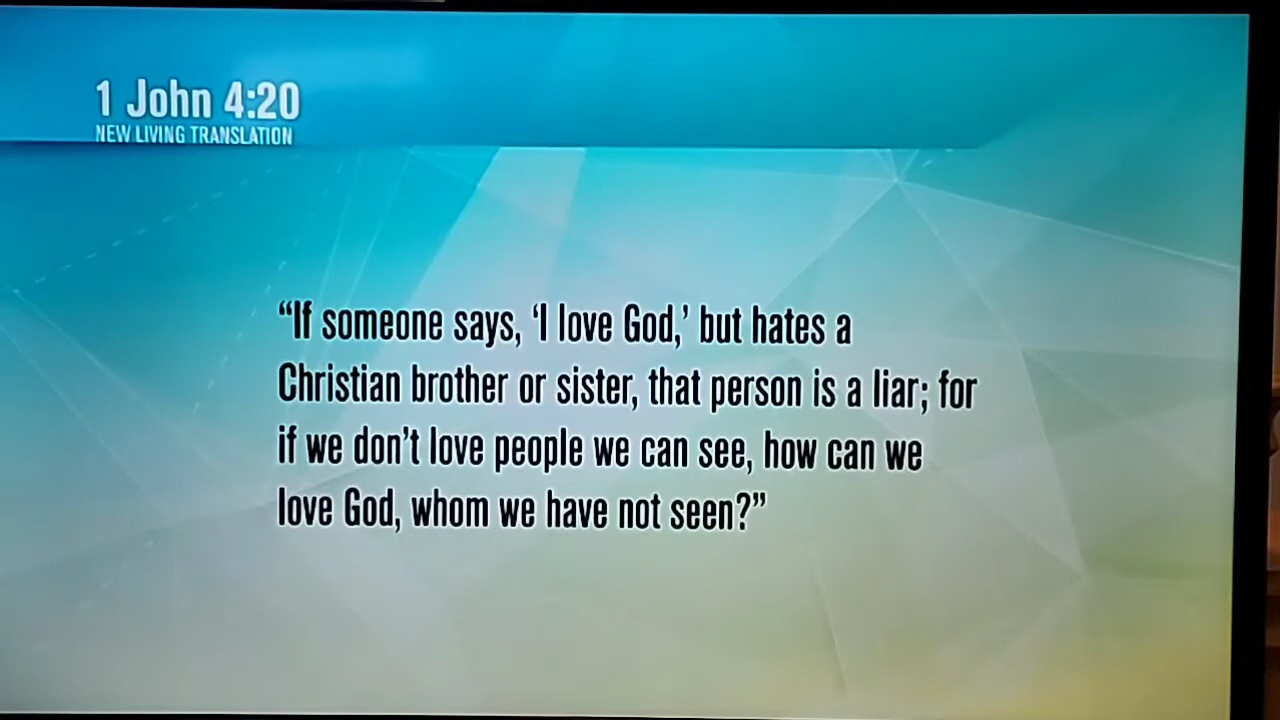 1 John 4:20
NEW LIVING TRANSLATION
“If someone says, ‘I love God,’ but hates a
Christian brother or sister, that person is a liar; for
if we don’t love people we can see, how can we
love God, whom we have not seen?”